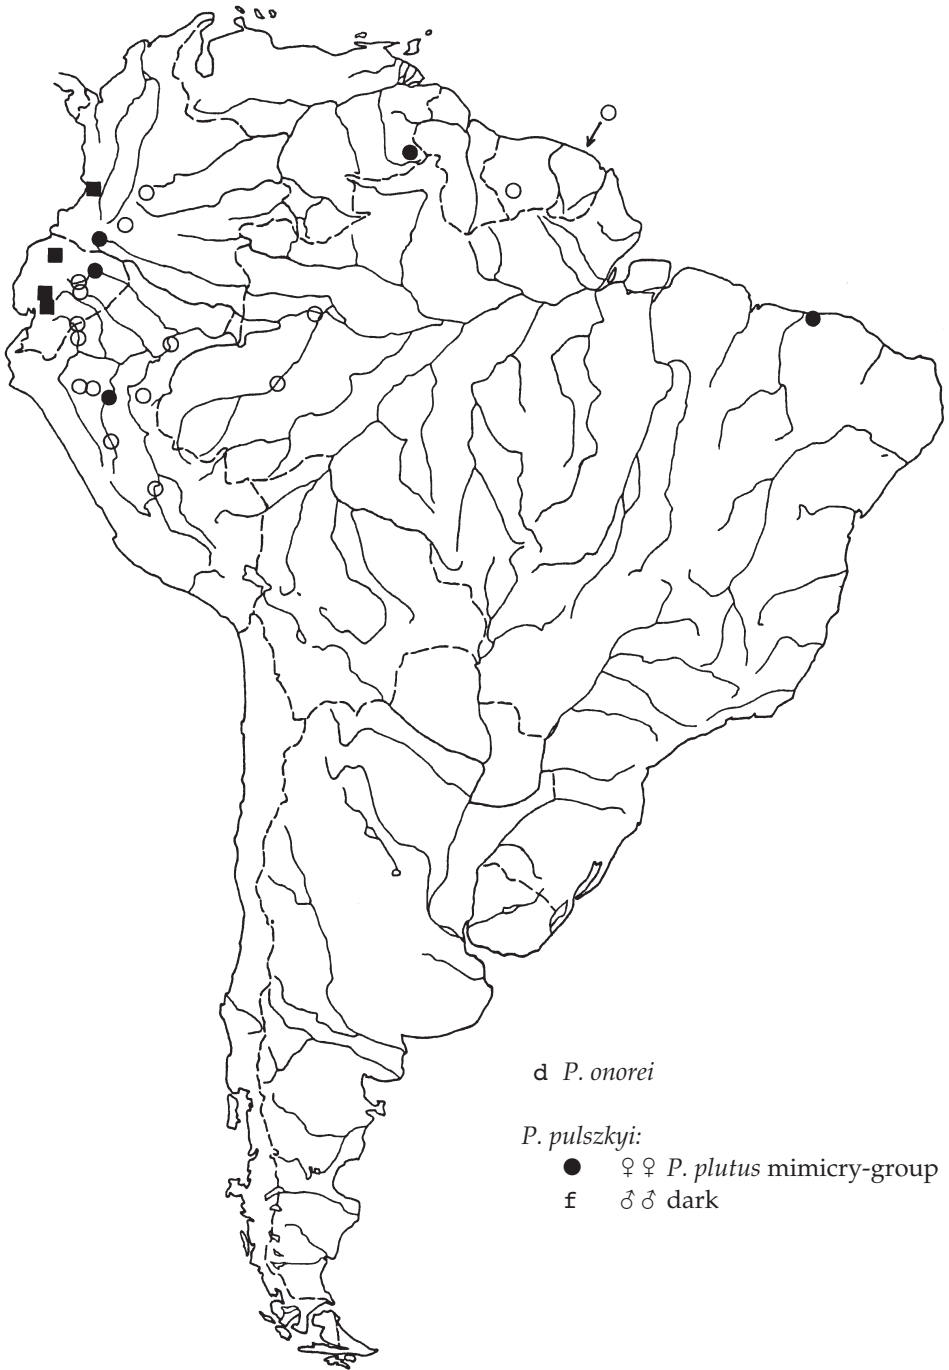 d P. onorei
P. pulszkyi:
● ♀♀ P. plutus mimicry-group
f ♂♂ dark